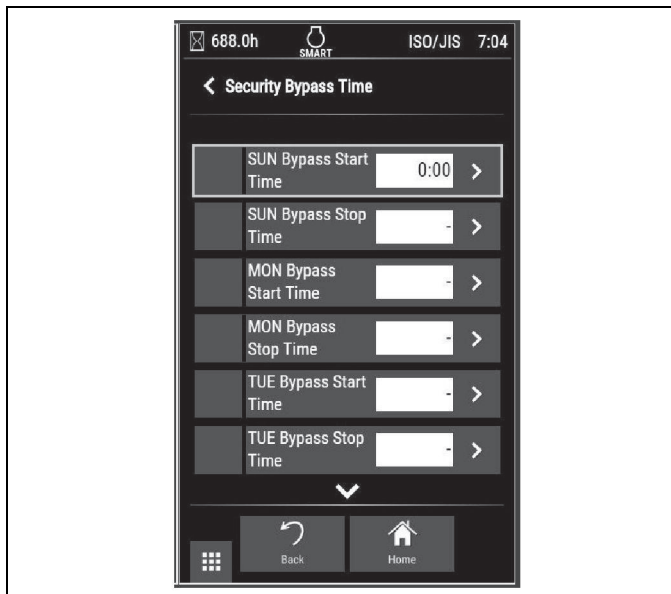 688.0h SMART ISO/JIS 7:04
Security Bypass Time
SUN Bypass Start
Time
0:00
SUN Bypass Stop
Time
-
MON Bypass
Start Time
-
MON Bypass
Stop Time
-
TUE Bypass Start
Time
-
TUE Bypass Stop
Time
-
Back
Home